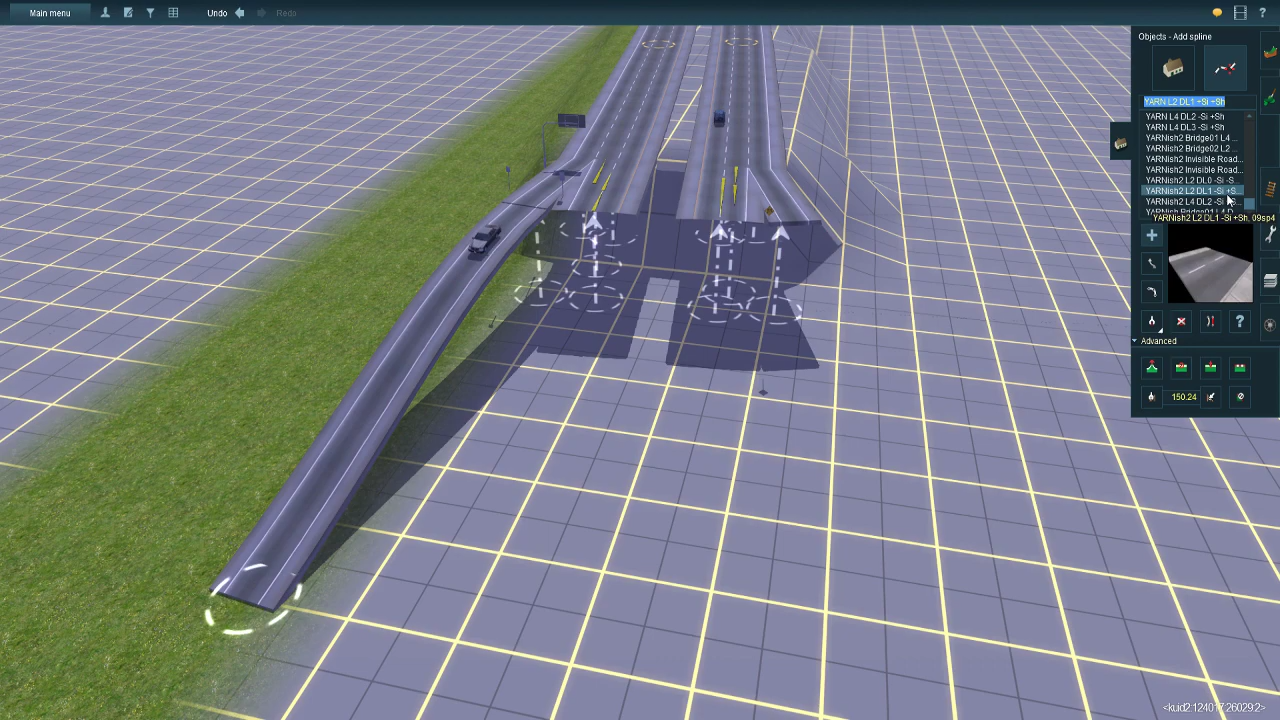 Main menu
Undo
Redo
Objects - Add spline
YARN L2 DL1 +Si +Sh
YARN L4 DL2 -Si +Sh
YARN L4 DL3 -Si +Sh
YARNish2 Bridge01 L4 ...
YARNish2 Bridge02 L2 ...
YARNish2 Invisible Road...
YARNish2 Invisible Road...
YARNish2 L2 DL0 -Si -S...
YARNish2 L2 DL1 -Si +S...
YARNish2 L4 DL2 -Si
YARNish2 L2 DL1 -Si +Sh, 09sp4
?
?
Advanced
150.24
<kuid2:124017:26029:2>